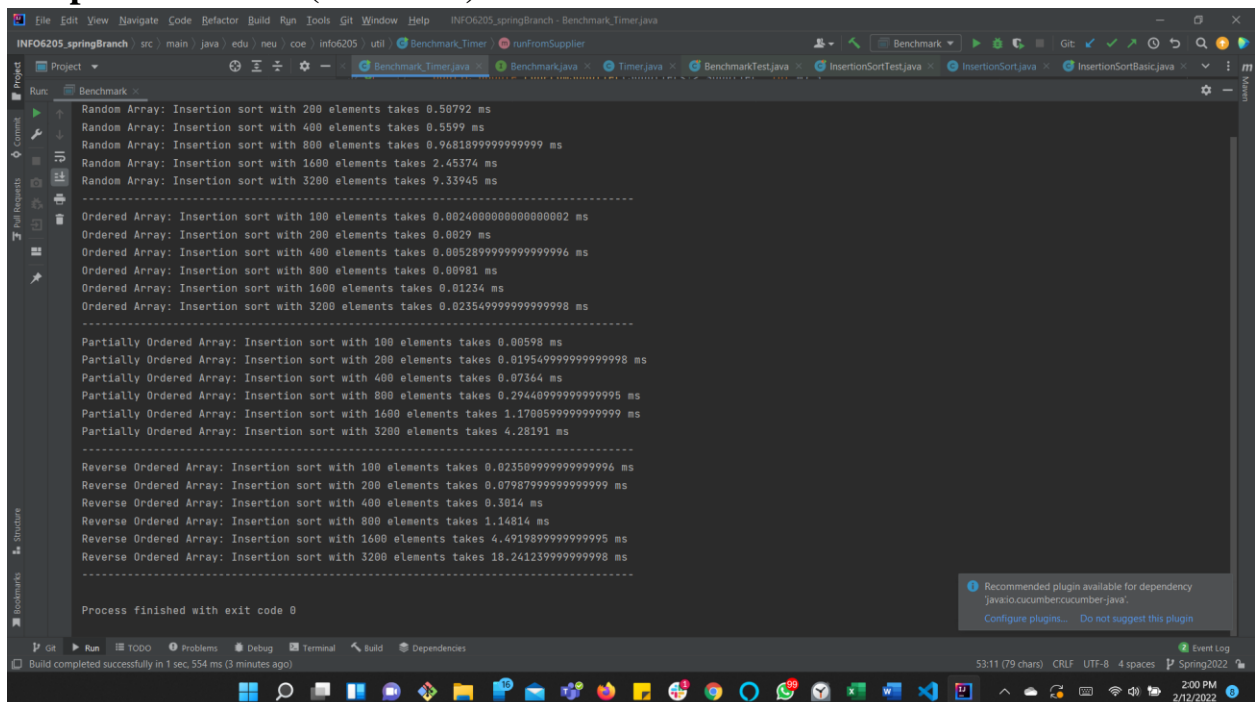 File Edit View Navigate Code Refactor Build Run Tools Git Window Help INFO6205_springBranch - Benchmark_Timer.java
INFO6205_springBranch src main java edu neu coe info6205 util Benchmark_Timer runFromSupplier Benchmark Git:
Project Benchmark_Timer.java Benchmark.java Timer.java BenchmarkTest.java InsertionSortTest.java InsertionSort.java InsertionSortBasic.java
Run: Benchmark
Random Array: Insertion sort with 200 elements takes 0.50792 ms
Random Array: Insertion sort with 400 elements takes 0.5599 ms
Random Array: Insertion sort with 800 elements takes 0.9681899999999999 ms
Random Array: Insertion sort with 1600 elements takes 2.45374 ms
Random Array: Insertion sort with 3200 elements takes 9.33945 ms
Ordered Array: Insertion sort with 100 elements takes 0.0024000000000000002 ms
Ordered Array: Insertion sort with 200 elements takes 0.0029 ms
Ordered Array: Insertion sort with 400 elements takes 0.0052899999999999996 ms
Ordered Array: Insertion sort with 800 elements takes 0.00981 ms
Ordered Array: Insertion sort with 1600 elements takes 0.01234 ms
Ordered Array: Insertion sort with 3200 elements takes 0.023549999999999998 ms
Partially Ordered Array: Insertion sort with 100 elements takes 0.00598 ms
Partially Ordered Array: Insertion sort with 200 elements takes 0.019549999999999998 ms
Partially Ordered Array: Insertion sort with 400 elements takes 0.07364 ms
Partially Ordered Array: Insertion sort with 800 elements takes 0.29440999999999995 ms
Partially Ordered Array: Insertion sort with 1600 elements takes 1.1700599999999999 ms
Partially Ordered Array: Insertion sort with 3200 elements takes 4.28191 ms
Reverse Ordered Array: Insertion sort with 100 elements takes 0.023509999999999996 ms
Reverse Ordered Array: Insertion sort with 200 elements takes 0.07987999999999999 ms
Reverse Ordered Array: Insertion sort with 400 elements takes 0.3014 ms
Reverse Ordered Array: Insertion sort with 800 elements takes 1.14814 ms
Reverse Ordered Array: Insertion sort with 1600 elements takes 4.4919899999999995 ms
Reverse Ordered Array: Insertion sort with 3200 elements takes 18.241239999999998 ms
Process finished with exit code 0
Recommended plugin available for dependency
'java:io.cucumber:cucumber-java'.
Configure plugins... Do not suggest this plugin
Project
Commit
Pull Requests
Structure
Bookmarks
Maven
Git Run TODO Problems Debug Terminal Build Dependencies 2 Event Log
Build completed successfully in 1 sec, 554 ms (3 minutes ago) 53:11 (79 chars) CRLF UTF-8 4 spaces Spring2022
16 99 2:00 PM
2/12/2022 8